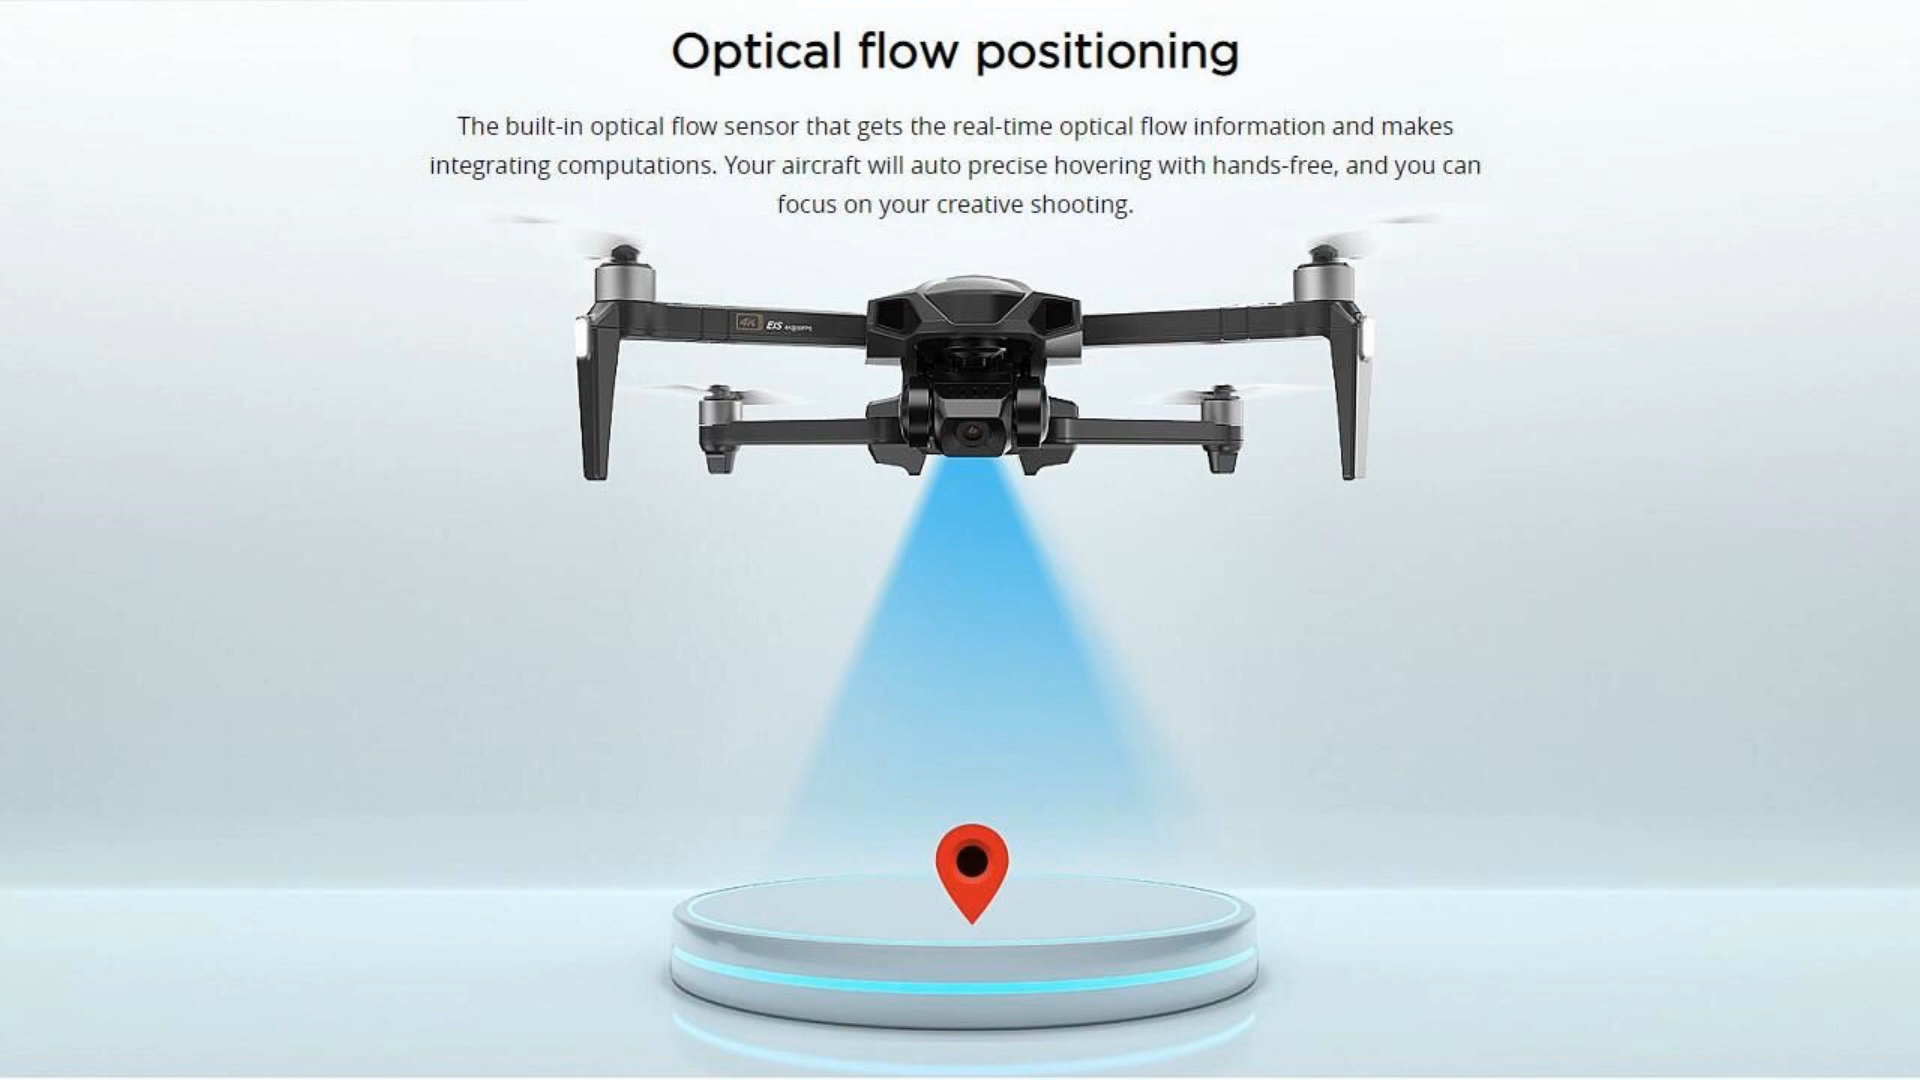 Optical flow positioning
The built-in optical flow sensor that gets the real-time optical flow information and makes
integrating computations. Your aircraft will auto precise hovering with hands-free, and you can
focus on your creative shooting.
4K EIS